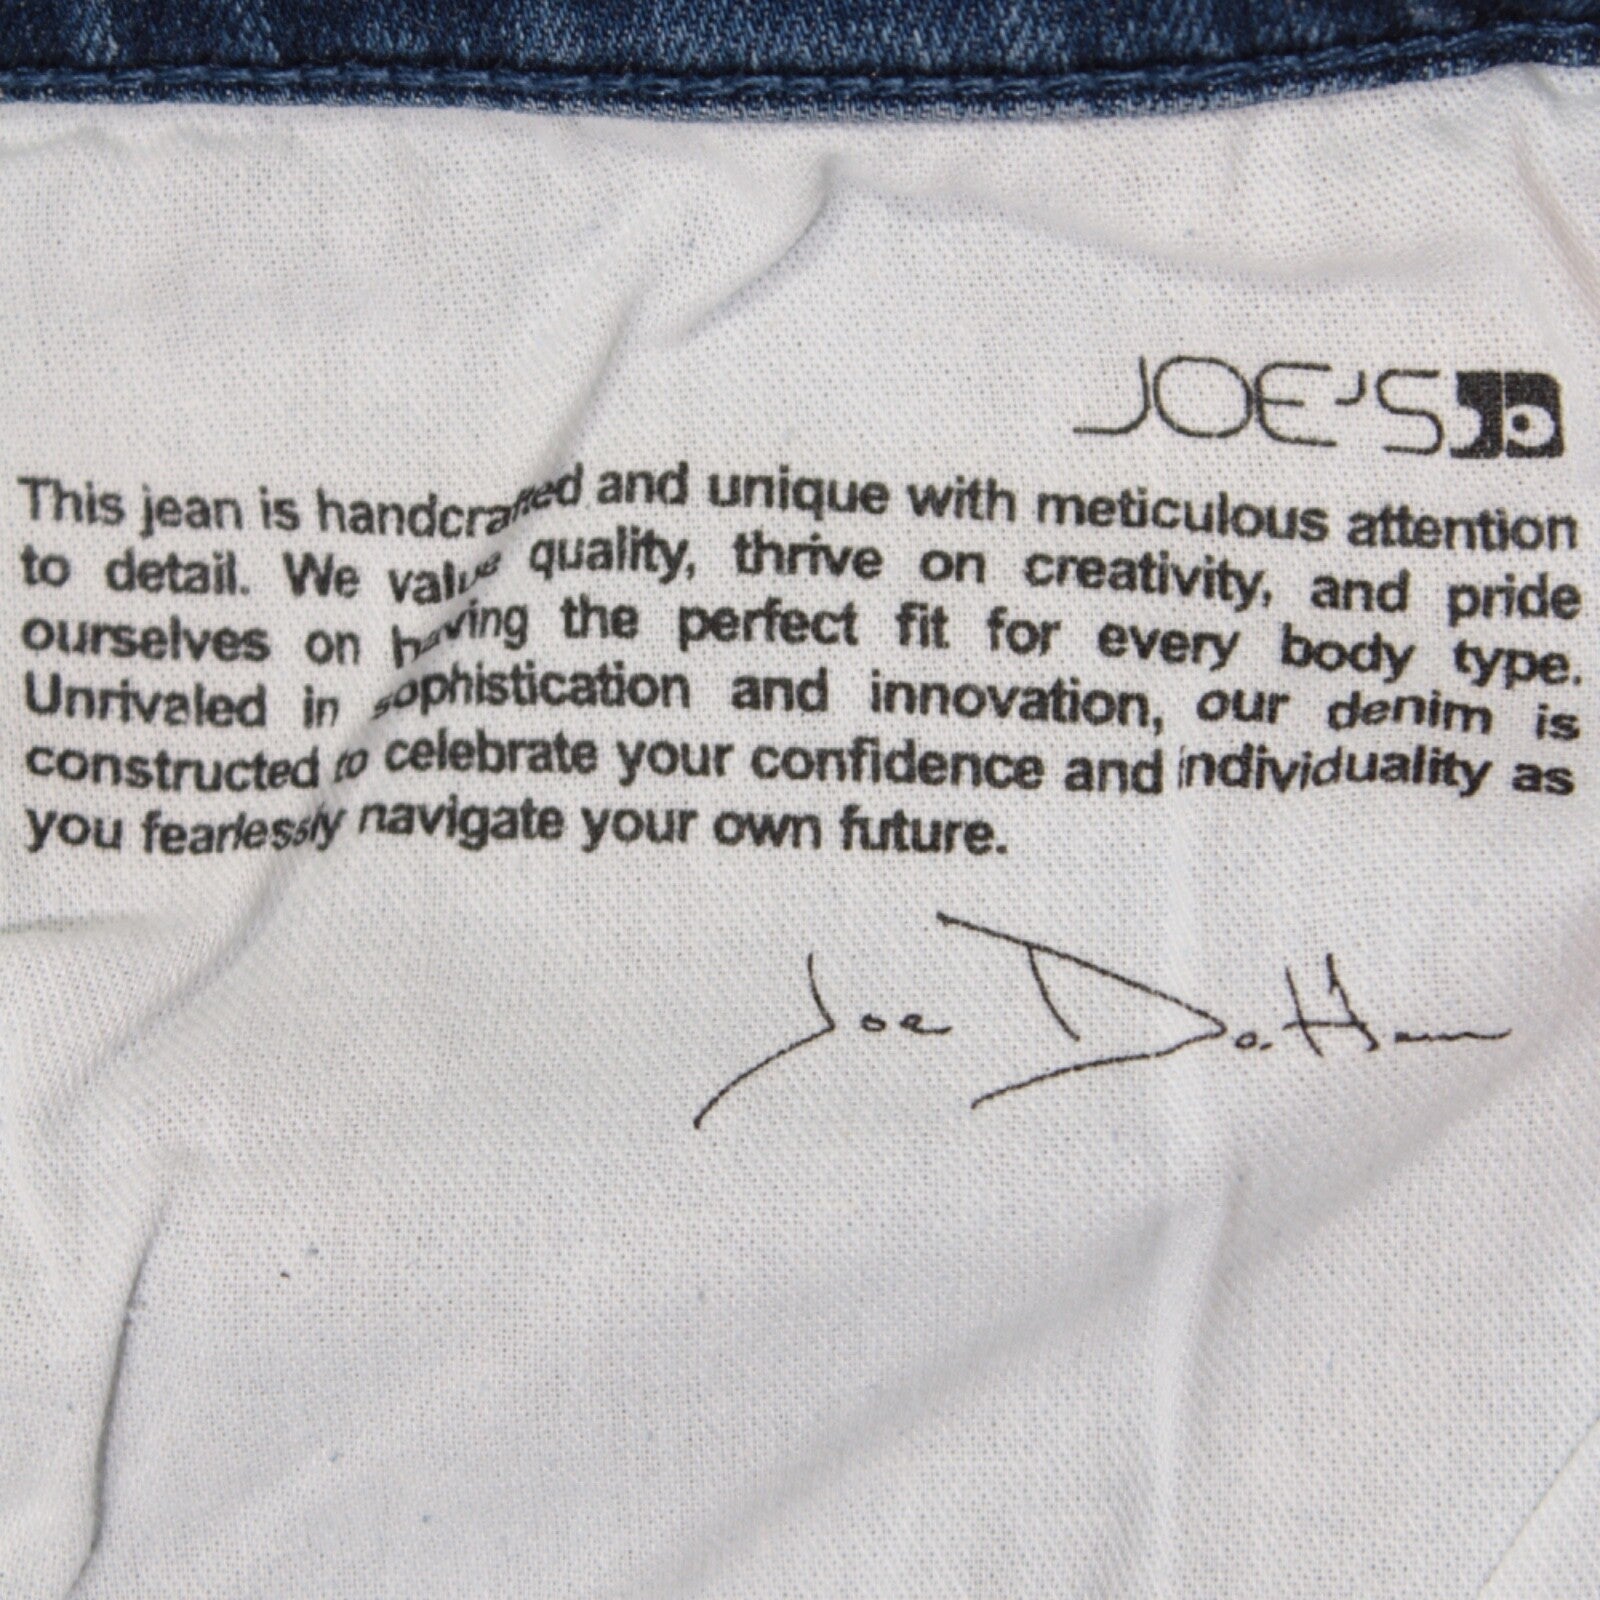 JOE'S
This jean is handcrafted and unique with meticulous attention
to detail. We value quality, thrive on creativity, and pride
ourselves on having the perfect fit for every body type.
Unrivaled in sophistication and innovation, our denim is
constructed to celebrate your confidence and individuality as
you fearlessly navigate your own future.
Joe Dahan